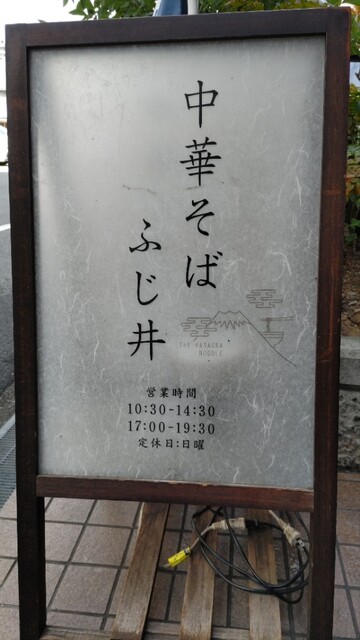 中華そば
ふじ井
THE HATAGRA
NOODLE
営業時間
10:30-14:30
17:00-19:30
定休日:日曜